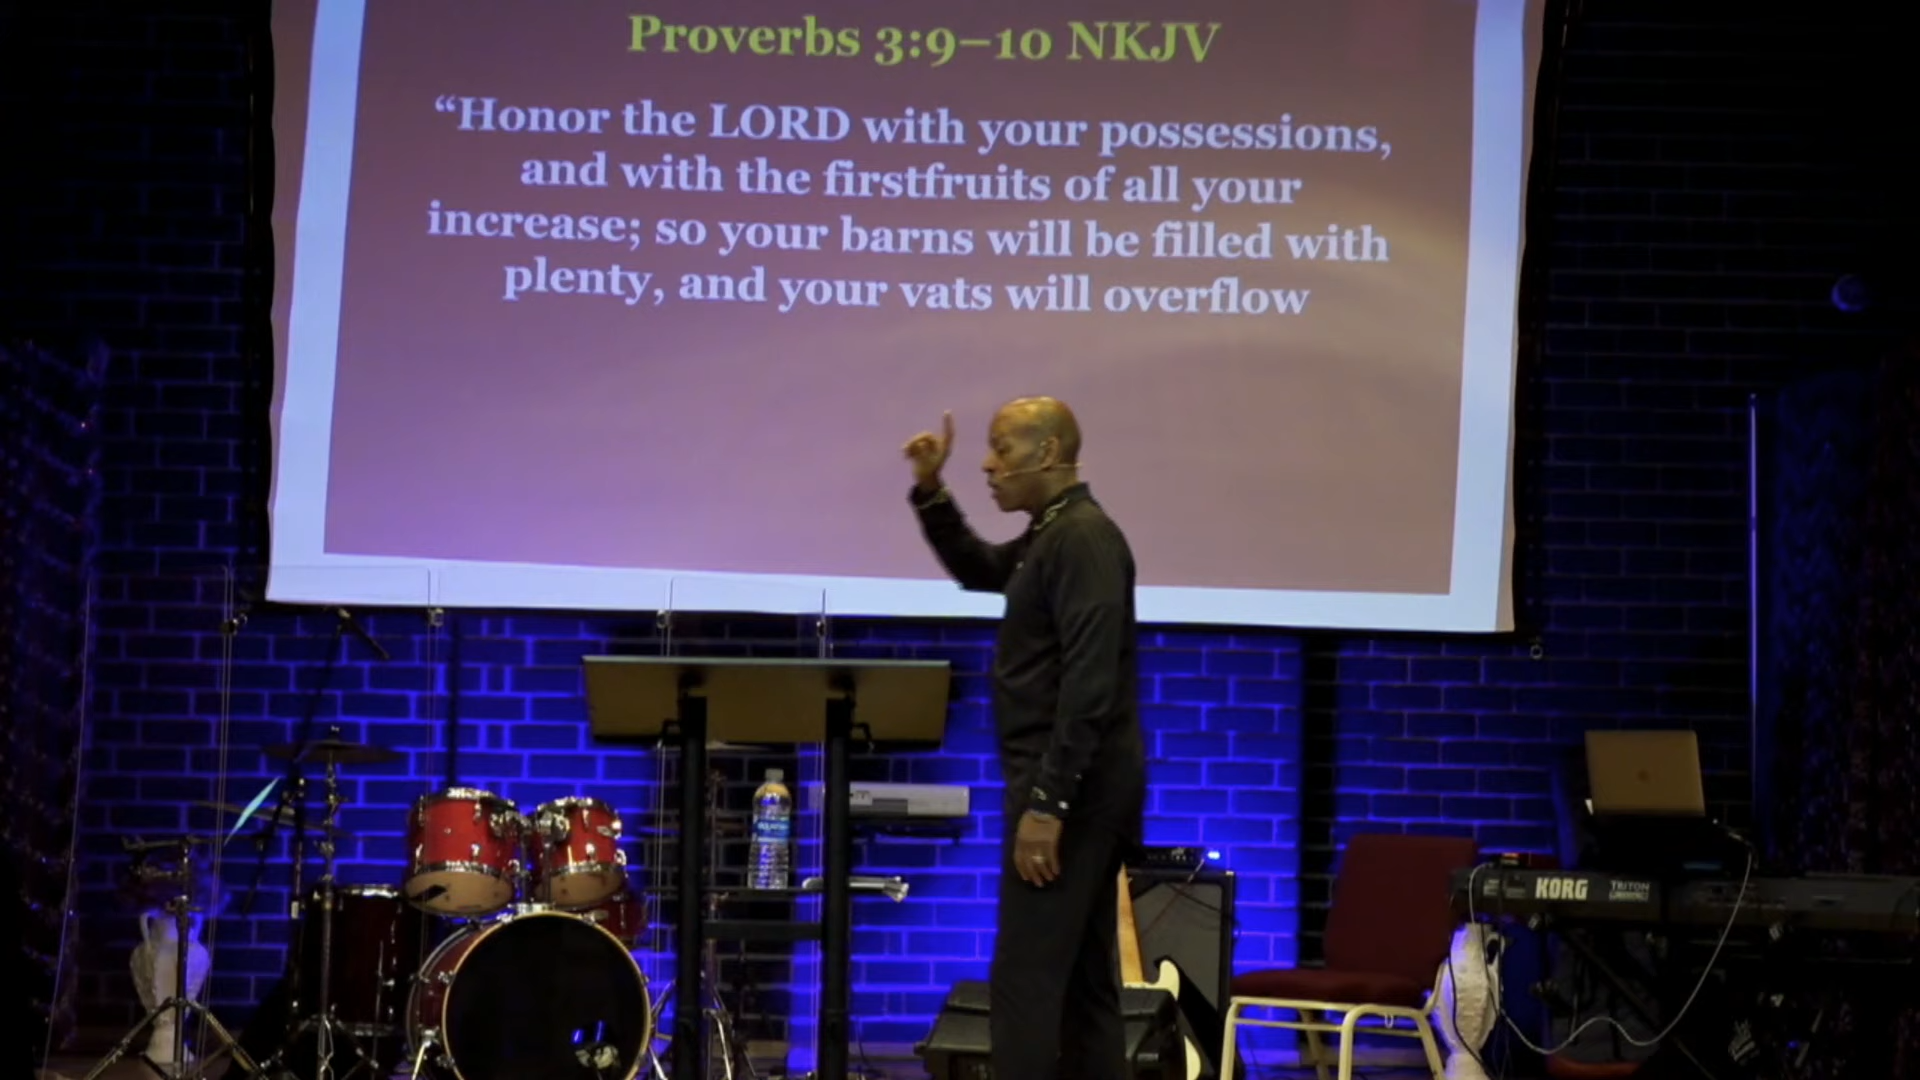 Proverbs 3:9–10 NKJV
“Honor the LORD with your possessions,
and with the firstfruits of all your
increase; so your barns will be filled with
plenty, and your vats will overflow
KORG
TRITON